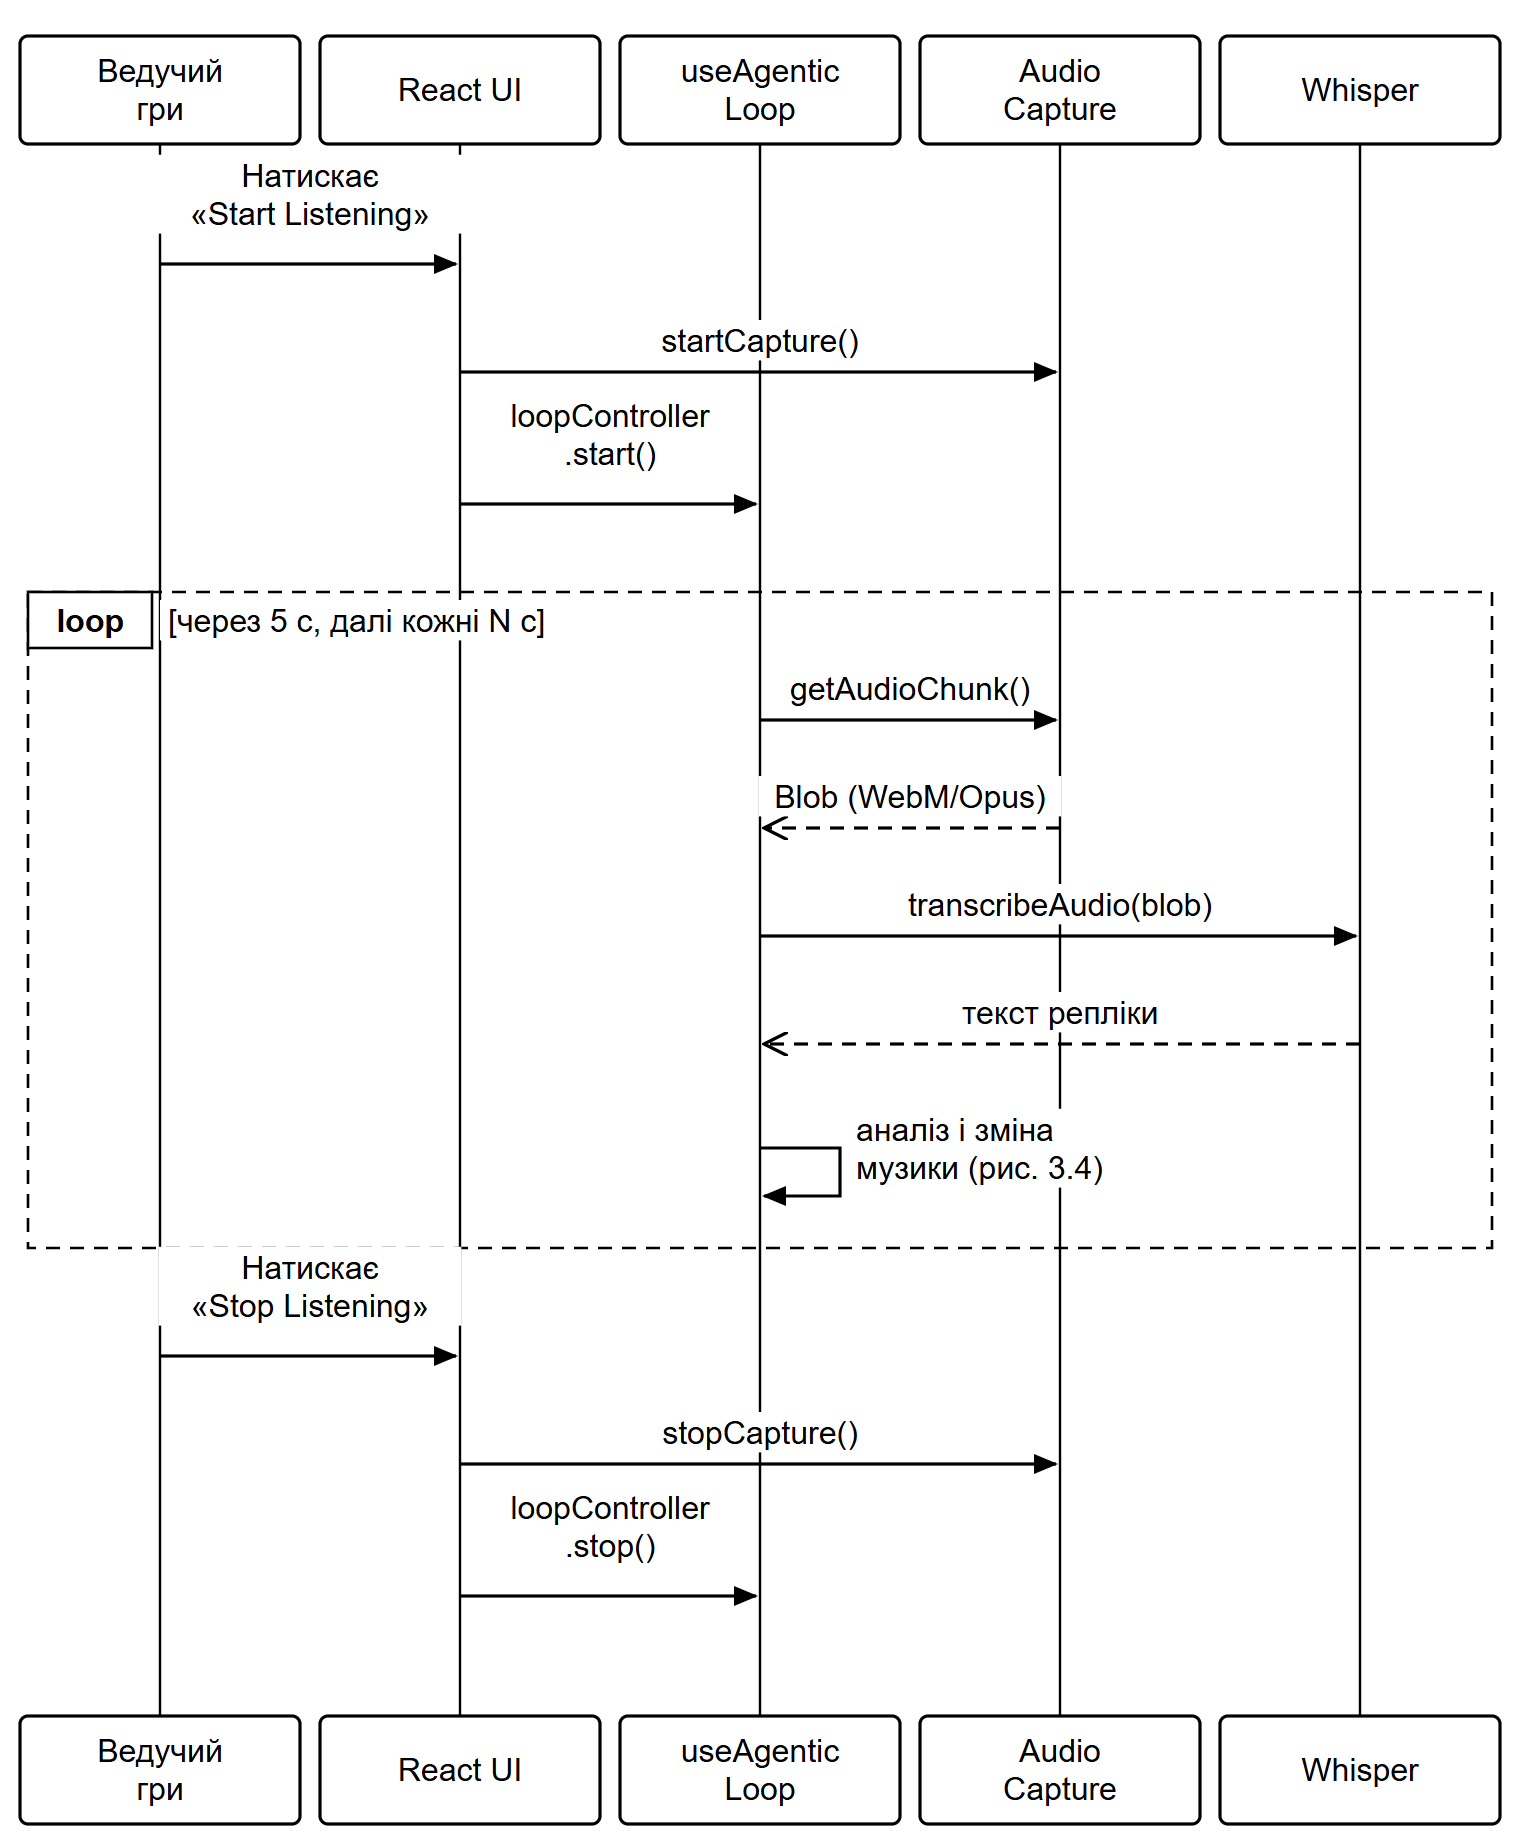 Ведучий
гри
React UI
useAgentic
Loop
Audio
Capture
Whisper
Натискає
«Start Listening»
startCapture()
loopController
.start()
loop
[через 5 с, далі кожні N с]
getAudioChunk()
Blob (WebM/Opus)
transcribeAudio(blob)
текст репліки
аналіз і зміна
музики (рис. 3.4)
Натискає
«Stop Listening»
stopCapture()
loopController
.stop()
Ведучий
гри
React UI
useAgentic
Loop
Audio
Capture
Whisper